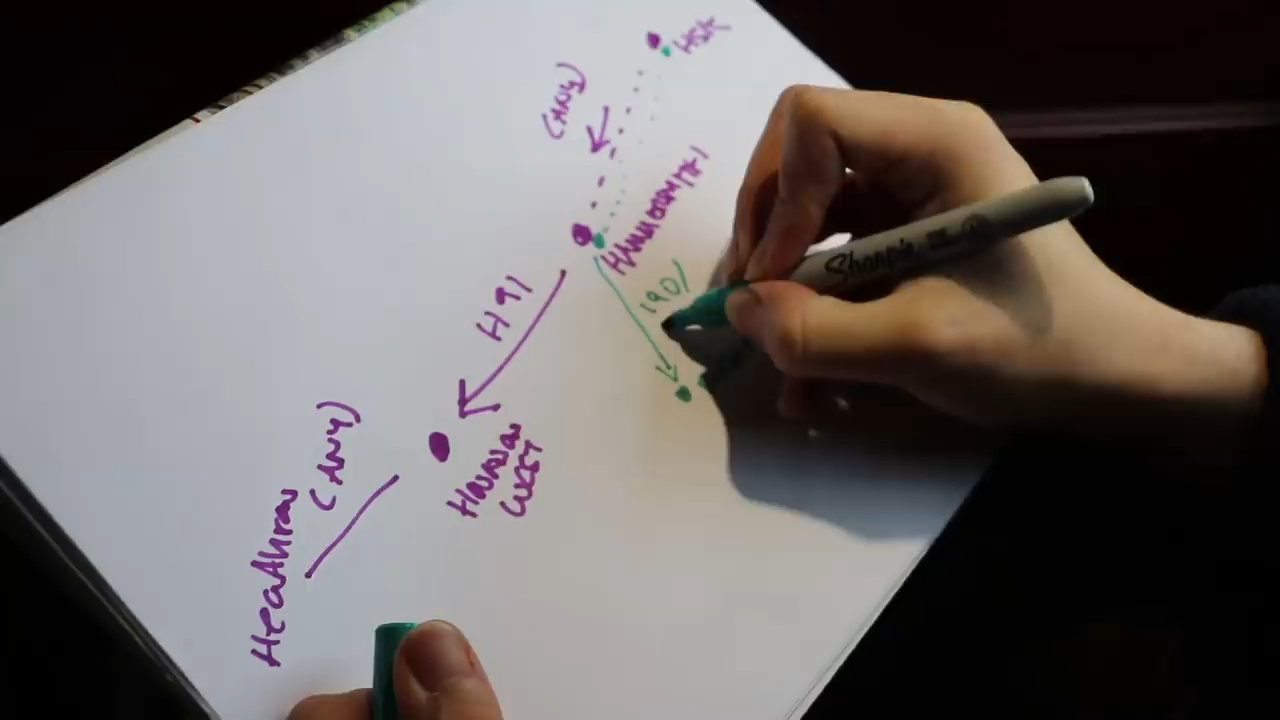 HSK
(ANY)
HAMMERSMITH
H91
190
Sharpie
HOUNSLOW
WEST
(ANY)
Heathrow